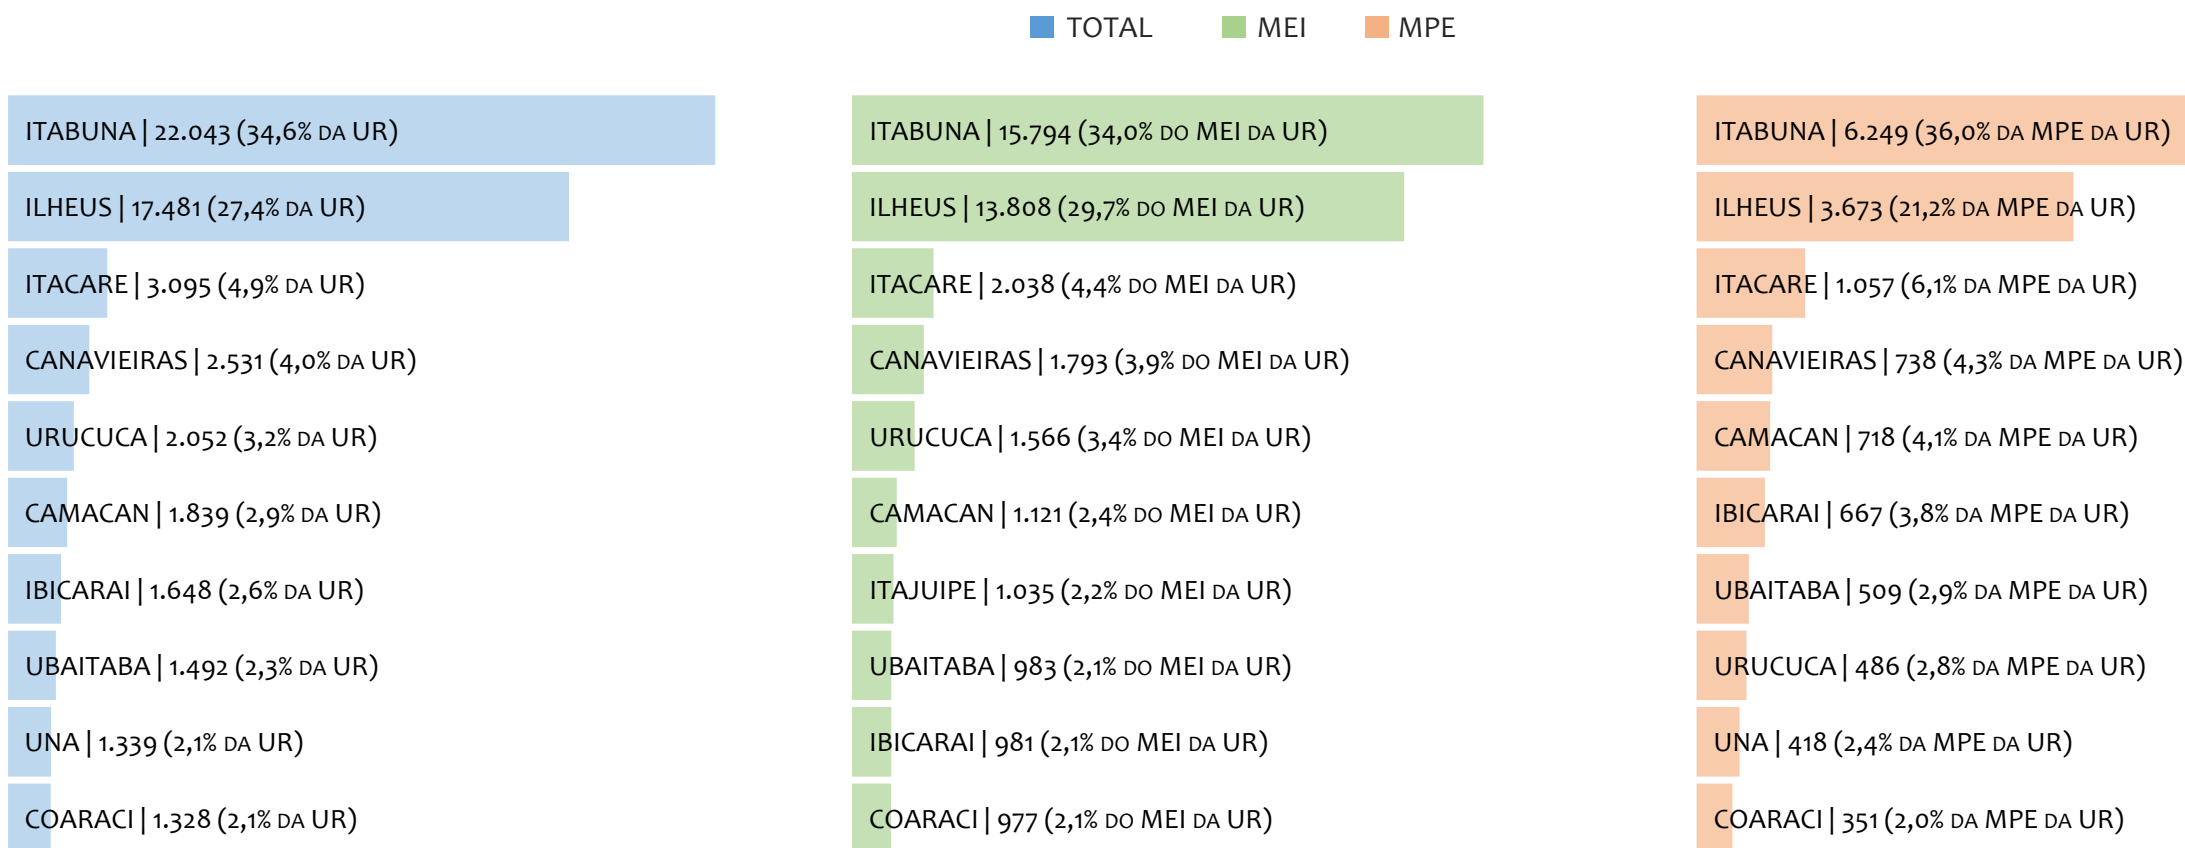 TOTAL MEI MPE
ITABUNA | 22.043 (34,6% DA UR)
ILHEUS | 17.481 (27,4% DA UR)
ITACARE | 3.095 (4,9% DA UR)
CANAVIEIRAS | 2.531 (4,0% DA UR)
URUCUCA | 2.052 (3,2% DA UR)
CAMACAN | 1.839 (2,9% DA UR)
IBICARAI | 1.648 (2,6% DA UR)
UBAITABA | 1.492 (2,3% DA UR)
UNA | 1.339 (2,1% DA UR)
COARACI | 1.328 (2,1% DA UR)
ITABUNA | 15.794 (34,0% DO MEI DA UR)
ILHEUS | 13.808 (29,7% DO MEI DA UR)
ITACARE | 2.038 (4,4% DO MEI DA UR)
CANAVIEIRAS | 1.793 (3,9% DO MEI DA UR)
URUCUCA | 1.566 (3,4% DO MEI DA UR)
CAMACAN | 1.121 (2,4% DO MEI DA UR)
ITAJUIPE | 1.035 (2,2% DO MEI DA UR)
UBAITABA | 983 (2,1% DO MEI DA UR)
IBICARAI | 981 (2,1% DO MEI DA UR)
COARACI | 977 (2,1% DO MEI DA UR)
ITABUNA | 6.249 (36,0% DA MPE DA UR)
ILHEUS | 3.673 (21,2% DA MPE DA UR)
ITACARE | 1.057 (6,1% DA MPE DA UR)
CANAVIEIRAS | 738 (4,3% DA MPE DA UR)
CAMACAN | 718 (4,1% DA MPE DA UR)
IBICARAI | 667 (3,8% DA MPE DA UR)
UBAITABA | 509 (2,9% DA MPE DA UR)
URUCUCA | 486 (2,8% DA MPE DA UR)
UNA | 418 (2,4% DA MPE DA UR)
COARACI | 351 (2,0% DA MPE DA UR)